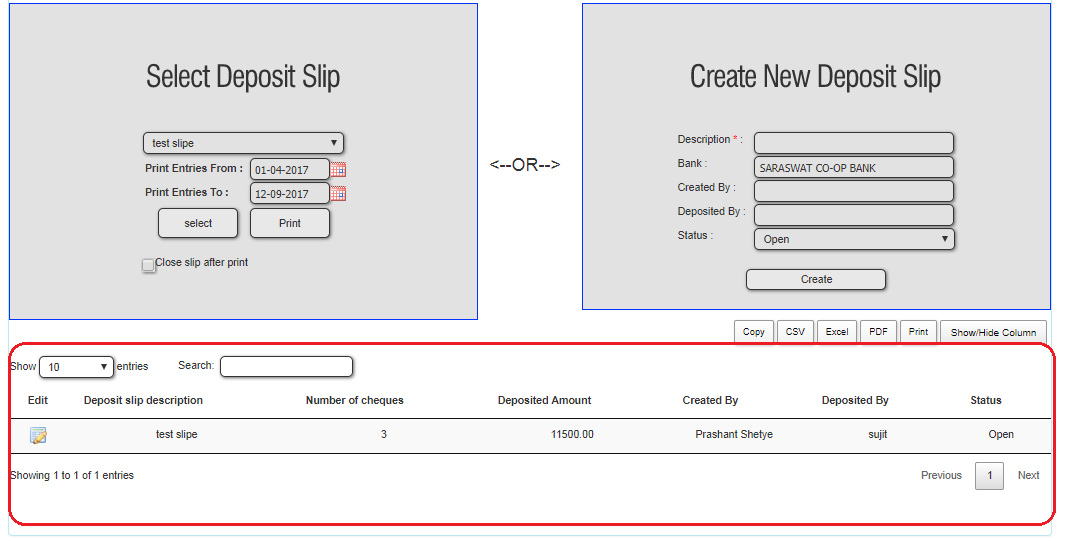 Select Deposit Slip
test slipe
Print Entries From : 01-04-2017
Print Entries To : 12-09-2017
select Print
Close slip after print
<--OR-->
Create New Deposit Slip
Description * :
Bank : SARASWAT CO-OP BANK
Created By :
Deposited By :
Status : Open
Create
Copy CSV Excel PDF Print Show/Hide Column
Show 10 entries Search:
Edit Deposit slip description Number of cheques Deposited Amount Created By Deposited By Status
test slipe 3 11500.00 Prashant Shetye sujit Open
Showing 1 to 1 of 1 entries Previous 1 Next